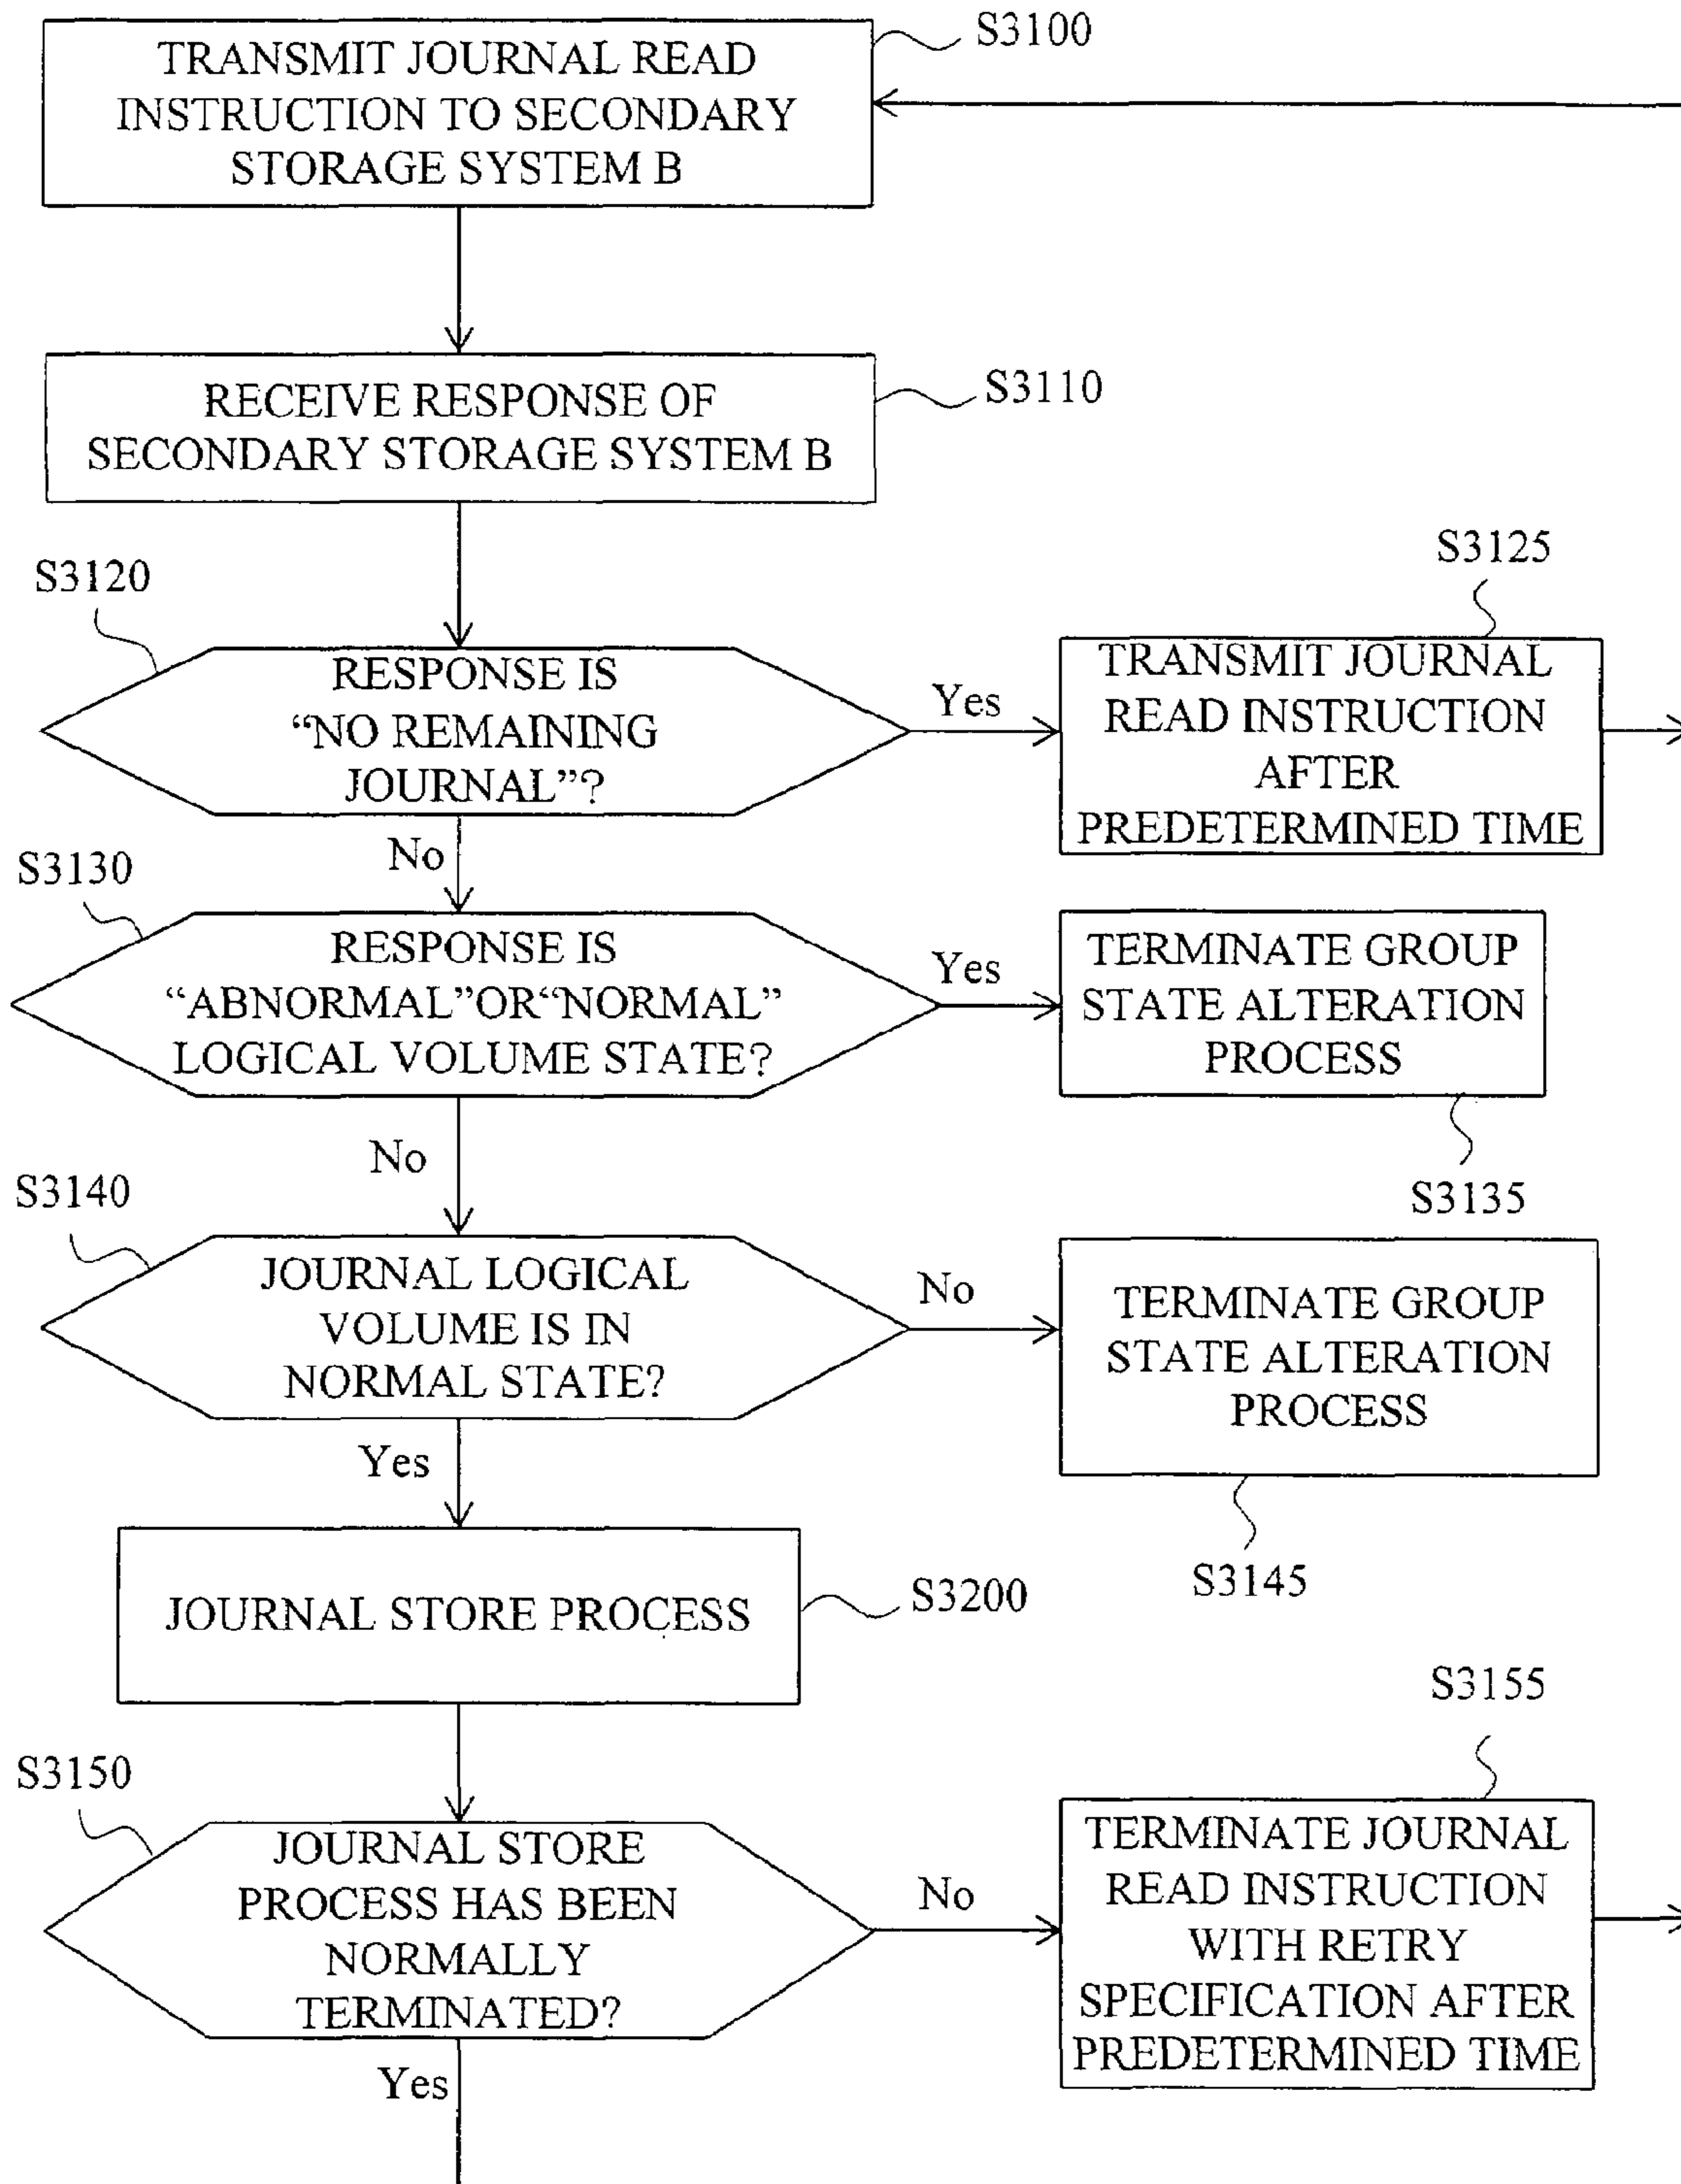 S3100
TRANSMIT JOURNAL READ
INSTRUCTION TO SECONDARY
STORAGE SYSTEM B
S3110
RECEIVE RESPONSE OF
SECONDARY STORAGE SYSTEM B
S3120
RESPONSE IS
“NO REMAINING
JOURNAL”?
Yes
S3125
TRANSMIT JOURNAL
READ INSTRUCTION
AFTER
PREDETERMINED TIME
No
S3130
RESPONSE IS
“ABNORMAL”OR“NORMAL”
LOGICAL VOLUME STATE?
Yes
TERMINATE GROUP
STATE ALTERATION
PROCESS
S3135
No
S3140
JOURNAL LOGICAL
VOLUME IS IN
NORMAL STATE?
No
TERMINATE GROUP
STATE ALTERATION
PROCESS
S3145
Yes
JOURNAL STORE PROCESS
S3200
S3150
JOURNAL STORE
PROCESS HAS BEEN
NORMALLY
TERMINATED?
No
S3155
TERMINATE JOURNAL
READ INSTRUCTION
WITH RETRY
SPECIFICATION AFTER
PREDETERMINED TIME
Yes